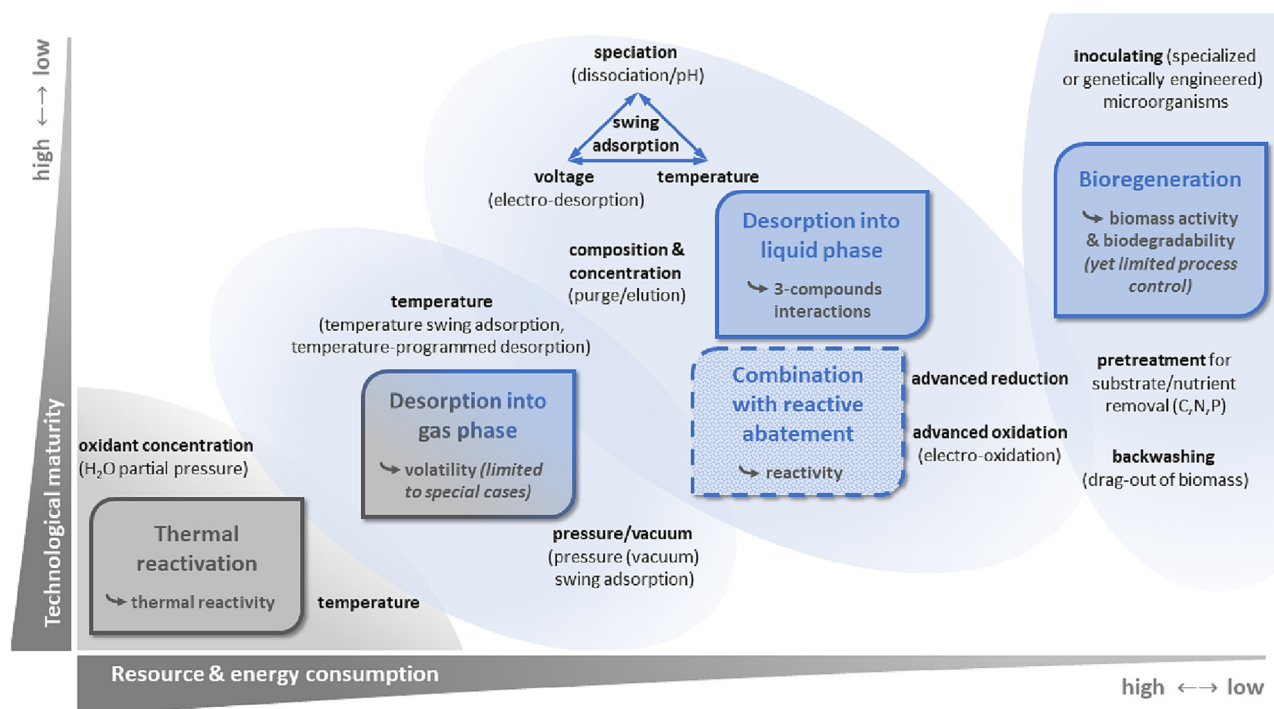 high ←→ low
Technological maturity
speciation
(dissociation/pH)
swing
adsorption
voltage
(electro-desorption)
temperature
inoculating (specialized
or genetically engineered)
microorganisms
Bioregeneration
biomass activity
& biodegradability
(yet limited process
control)
Desorption into
liquid phase
3-compounds
interactions
composition &
concentration
(purge/elution)
temperature
(temperature swing adsorption,
temperature-programmed desorption)
Desorption into
gas phase
volatility (limited
to special cases)
Combination
with reactive
abatement
reactivity
advanced reduction
advanced oxidation
(electro-oxidation)
pretreatment for
substrate/nutrient
removal (C,N,P)
backwashing
(drag-out of biomass)
oxidant concentration
(H₂O partial pressure)
Thermal
reactivation
thermal reactivity
temperature
pressure/vacuum
(pressure (vacuum)
swing adsorption)
Resource & energy consumption
high ←→ low